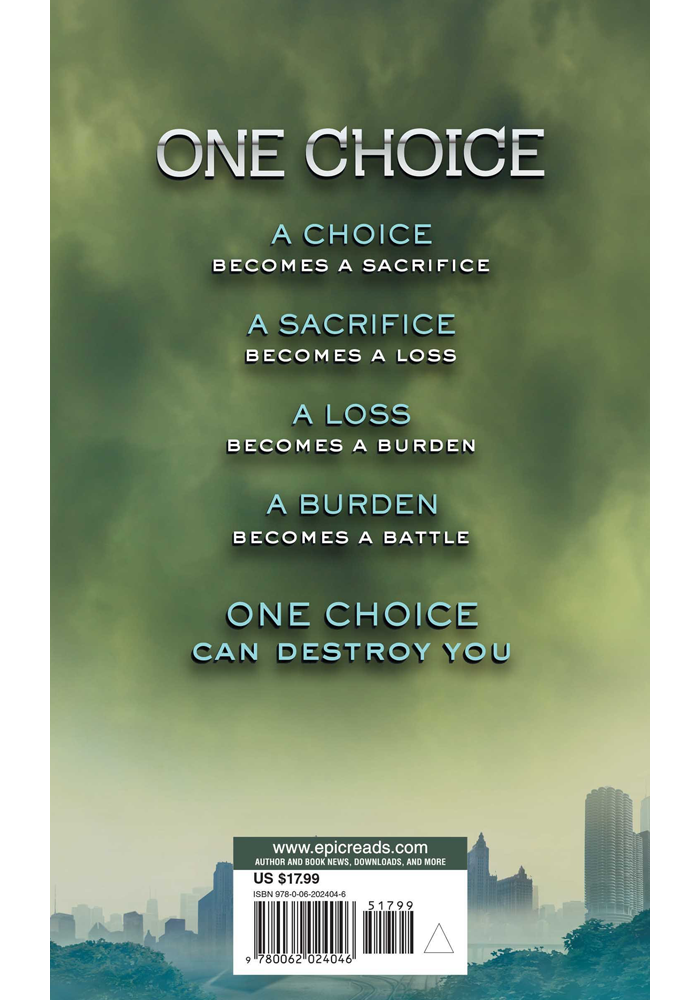 ONE CHOICE
A CHOICE
BECOMES A SACRIFICE
A SACRIFICE
BECOMES A LOSS
A LOSS
BECOMES A BURDEN
A BURDEN
BECOMES A BATTLE
ONE CHOICE
CAN DESTROY YOU
www.epicreads.com
AUTHOR AND BOOK NEWS, DOWNLOADS, AND MORE
US $17.99
ISBN 978-0-06-202404-6
51799
9 780062 024046